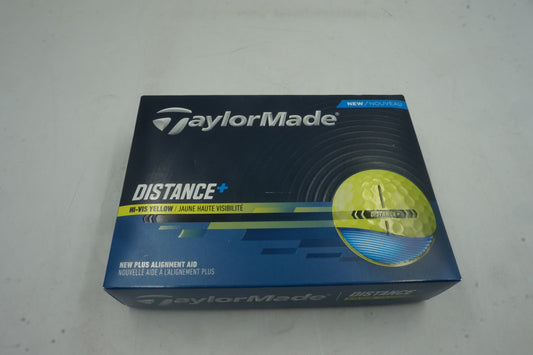 NEW / NOUVEAU
TaylorMade
DISTANCE+
HI-VIS YELLOW / JAUNE HAUTE VISIBILITÉ
DISTANCE+
NEW PLUS ALIGNMENT AID
NOUVELLE AIDE À L'ALIGNEMENT PLUS
TaylorMade | DISTANCE+